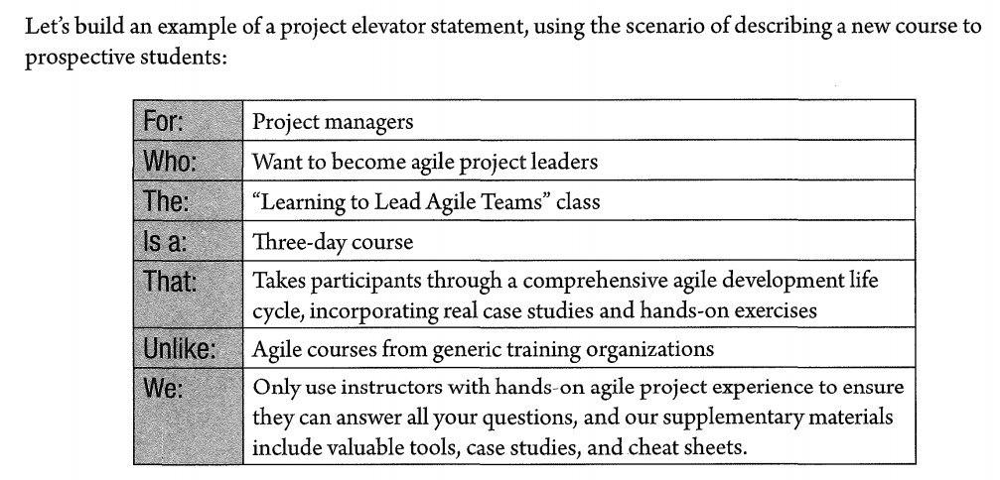 Let's build an example of a project elevator statement, using the scenario of describing a new course to
prospective students:
For: Project managers
Who: Want to become agile project leaders
The: “Learning to Lead Agile Teams” class
Is a: Three-day course
That: Takes participants through a comprehensive agile development life
cycle, incorporating real case studies and hands-on exercises
Unlike: Agile courses from generic training organizations
We: Only use instructors with hands-on agile project experience to ensure
they can answer all your questions, and our supplementary materials
include valuable tools, case studies, and cheat sheets.